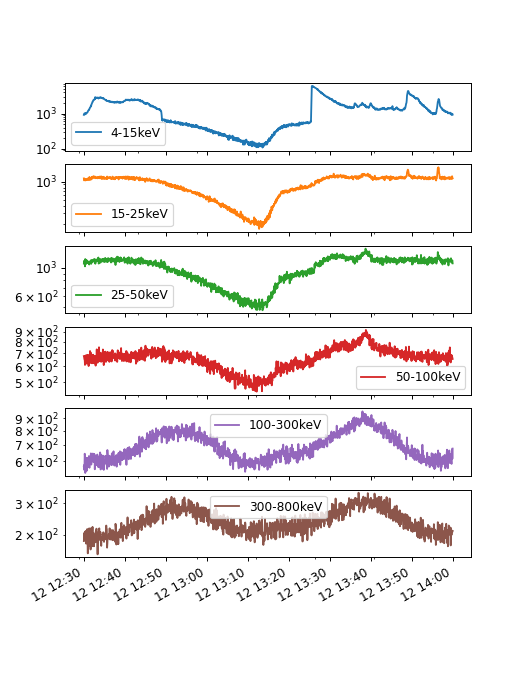 10³
10²
4-15keV
10³
15-25keV
10³
6 × 10²
25-50keV
9 × 10²
8 × 10²
7 × 10²
6 × 10²
5 × 10²
50-100keV
9 × 10²
8 × 10²
7 × 10²
6 × 10²
100-300keV
3 × 10²
2 × 10²
300-800keV
12 12:30
12 12:40
12 12:50
12 13:00
12 13:10
12 13:20
12 13:30
12 13:40
12 13:50
12 14:00